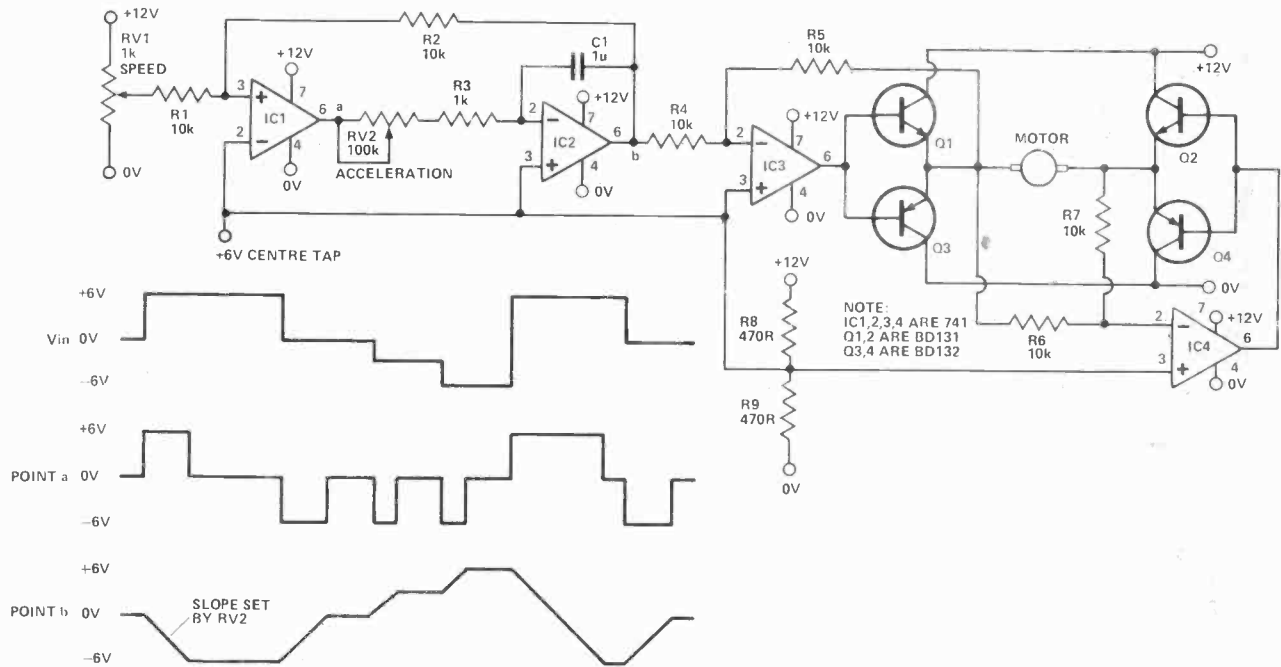 +12V
RV1
1k
SPEED
0V
R1
10k
R2
10k
+12V
3
+
7
IC1
6
a
2
−
4
0V
RV2
100k
ACCELERATION
R3
1k
C1
1u
+12V
2
−
7
IC2
6
b
3
+
4
0V
+6V CENTRE TAP
R4
10k
R5
10k
+12V
2
−
7
IC3
6
3
+
4
0V
Q1
Q3
MOTOR
+12V
Q2
Q4
0V
R7
10k
R6
10k
+12V
R8
470R
R9
470R
0V
NOTE:
IC1,2,3,4 ARE 741
Q1,2 ARE BD131
Q3,4 ARE BD132
2
−
7
+12V
IC4
6
3
+
4
0V
+6V
Vin 0V
−6V
+6V
POINT a 0V
−6V
+6V
POINT b 0V
−6V
SLOPE SET
BY RV2